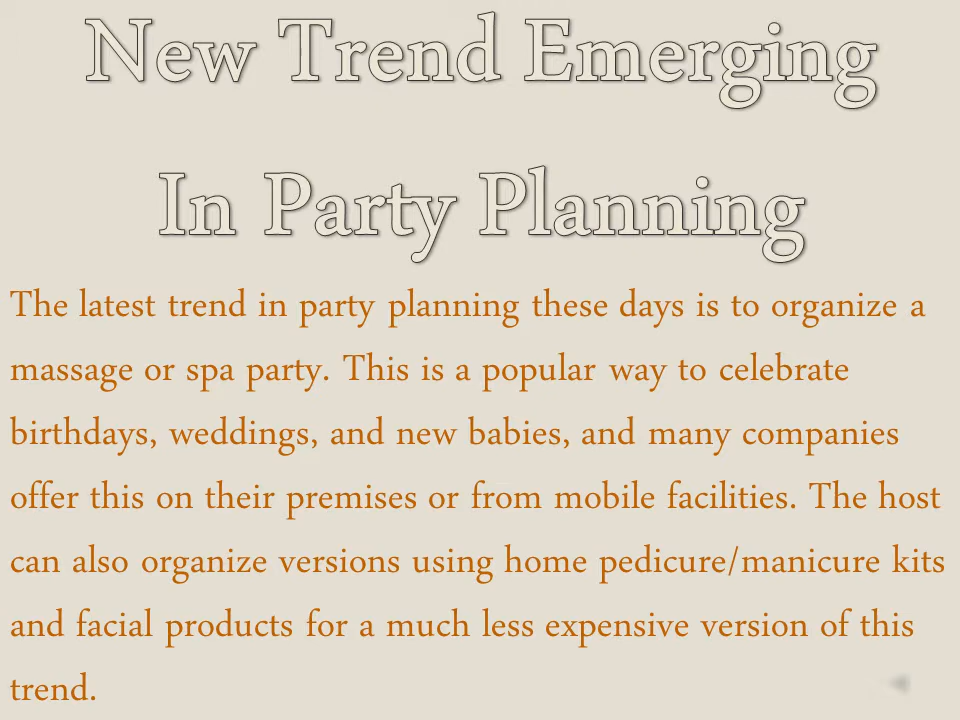 New Trend Emerging
In Party Planning
The latest trend in party planning these days is to organize a
massage or spa party. This is a popular way to celebrate
birthdays, weddings, and new babies, and many companies
offer this on their premises or from mobile facilities. The host
can also organize versions using home pedicure/manicure kits
and facial products for a much less expensive version of this
trend.